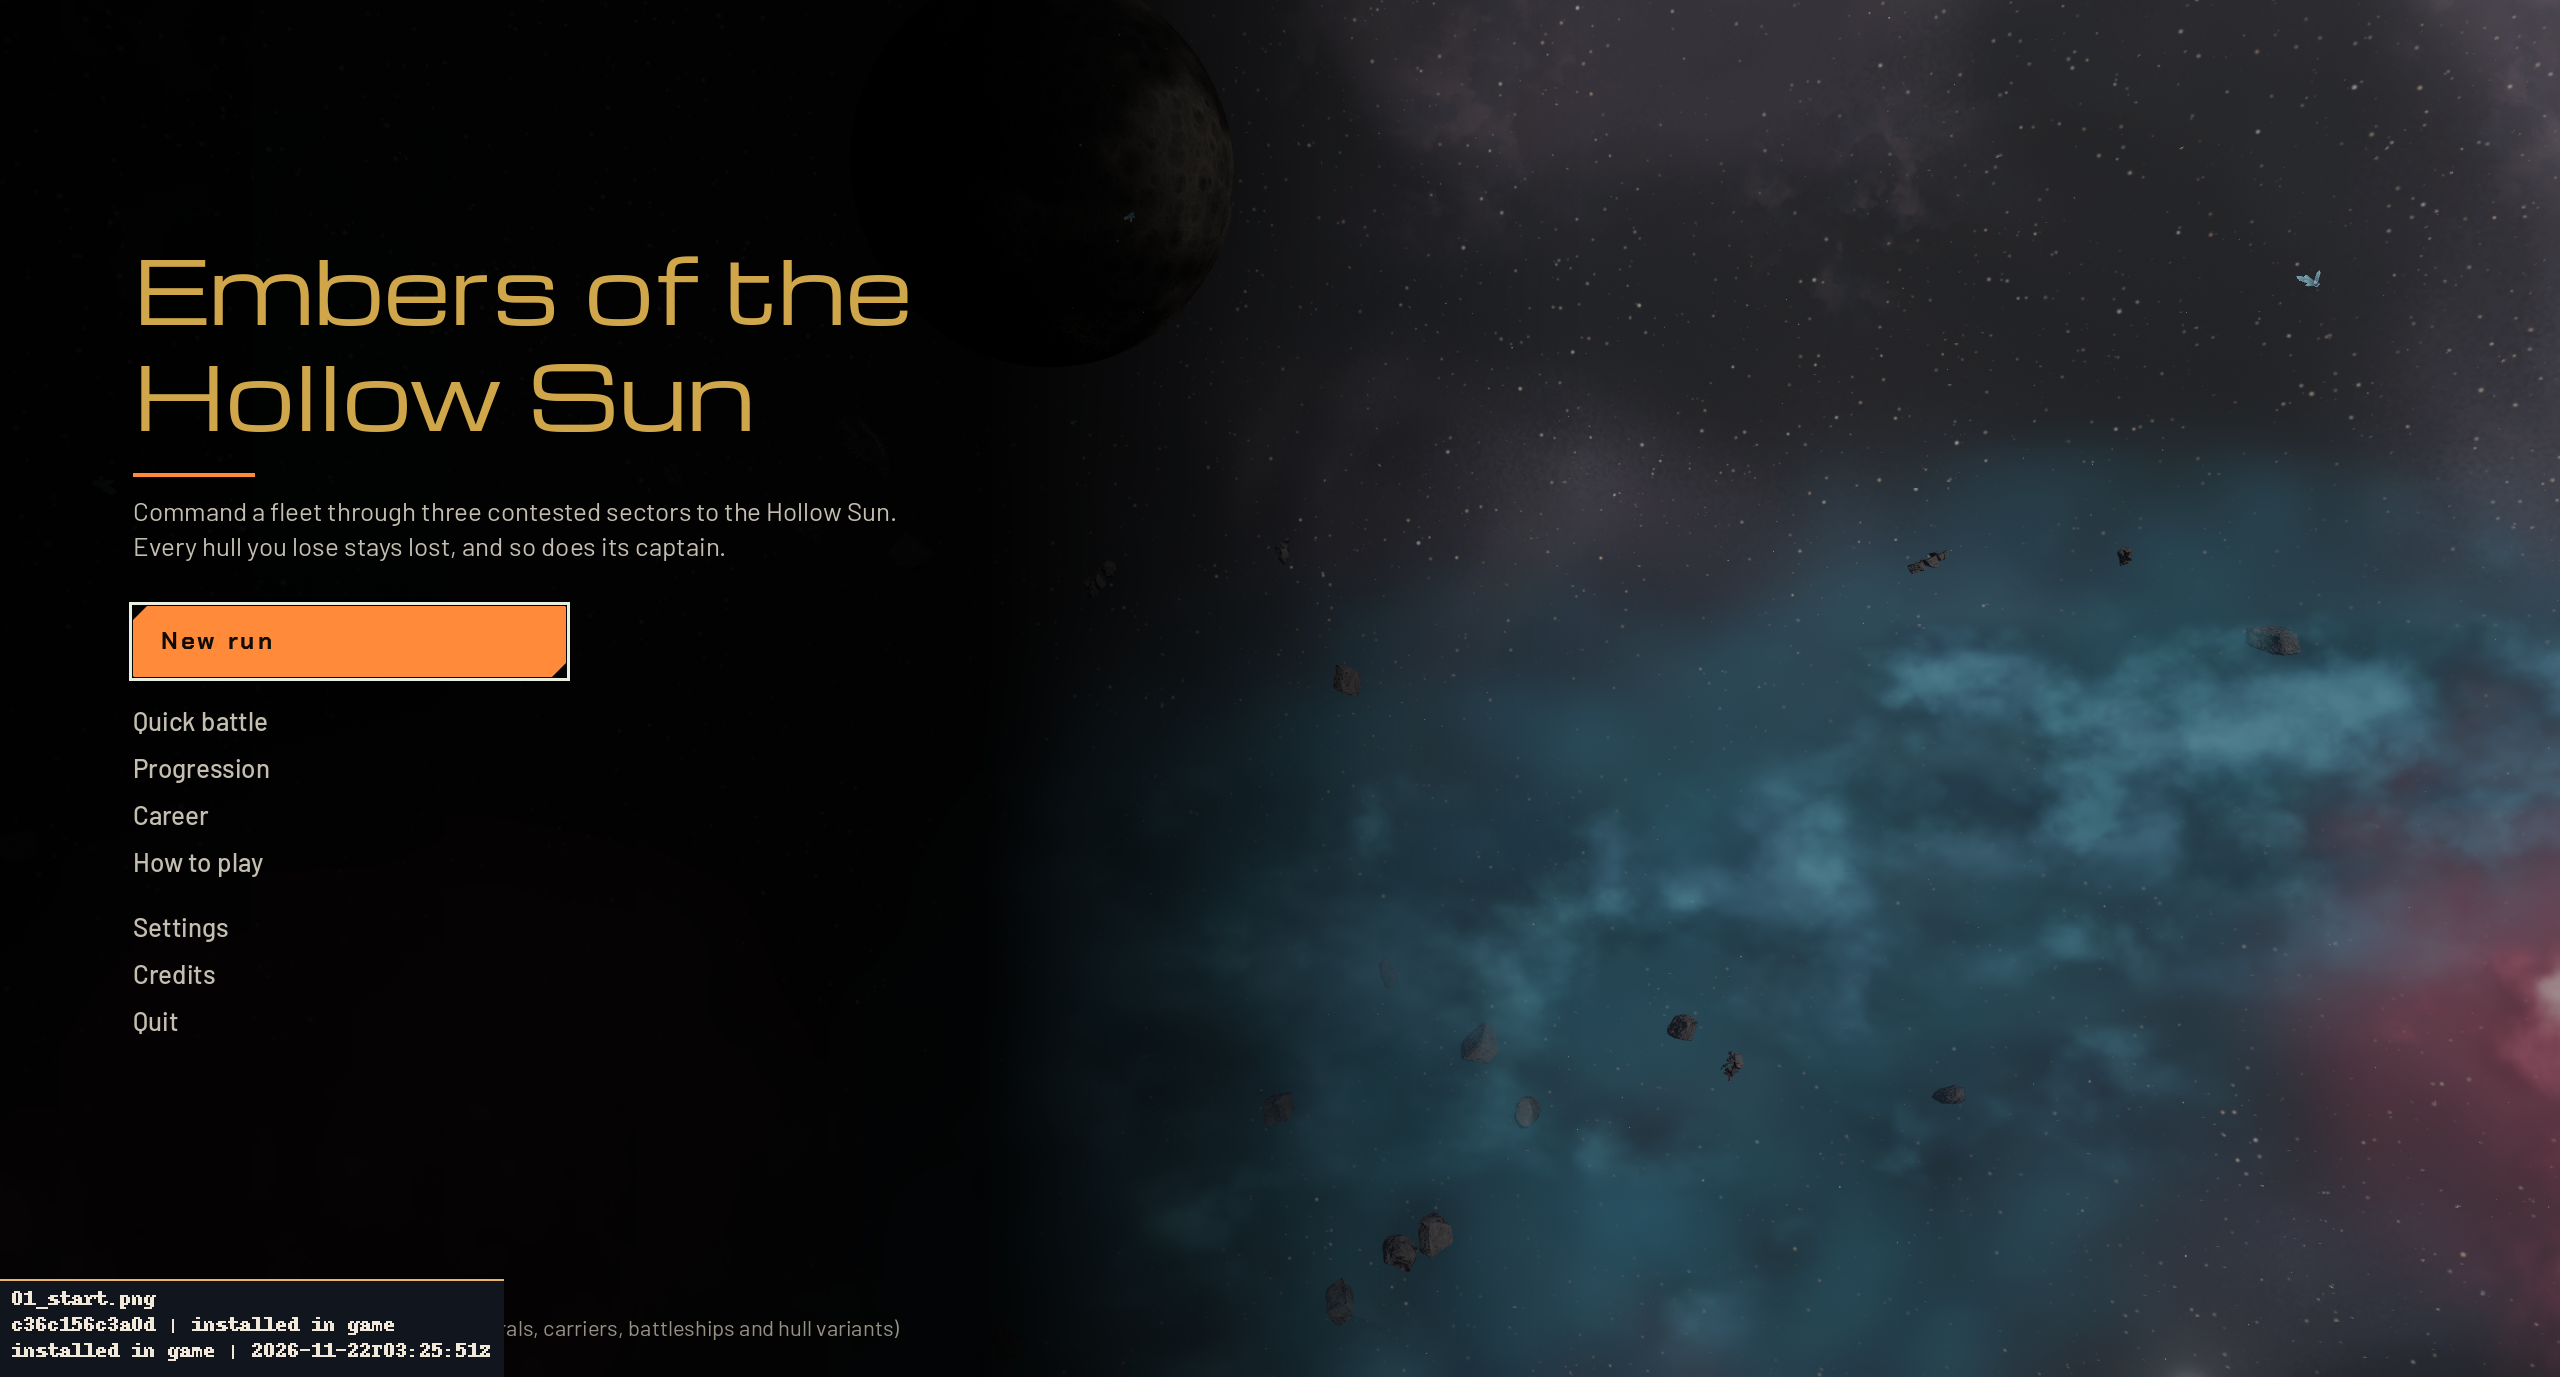 Embers of the
Hollow Sun
Command a fleet through three contested sectors to the Hollow Sun.
Every hull you lose stays lost, and so does its captain.
New run
Quick battle
Progression
Career
How to play
Settings
Credits
Quit
carriers, battleships and hull variants)
01_start.png
c36c156c3a0d | installed in game
installed in game | 2026-11-22T03:25:51Z